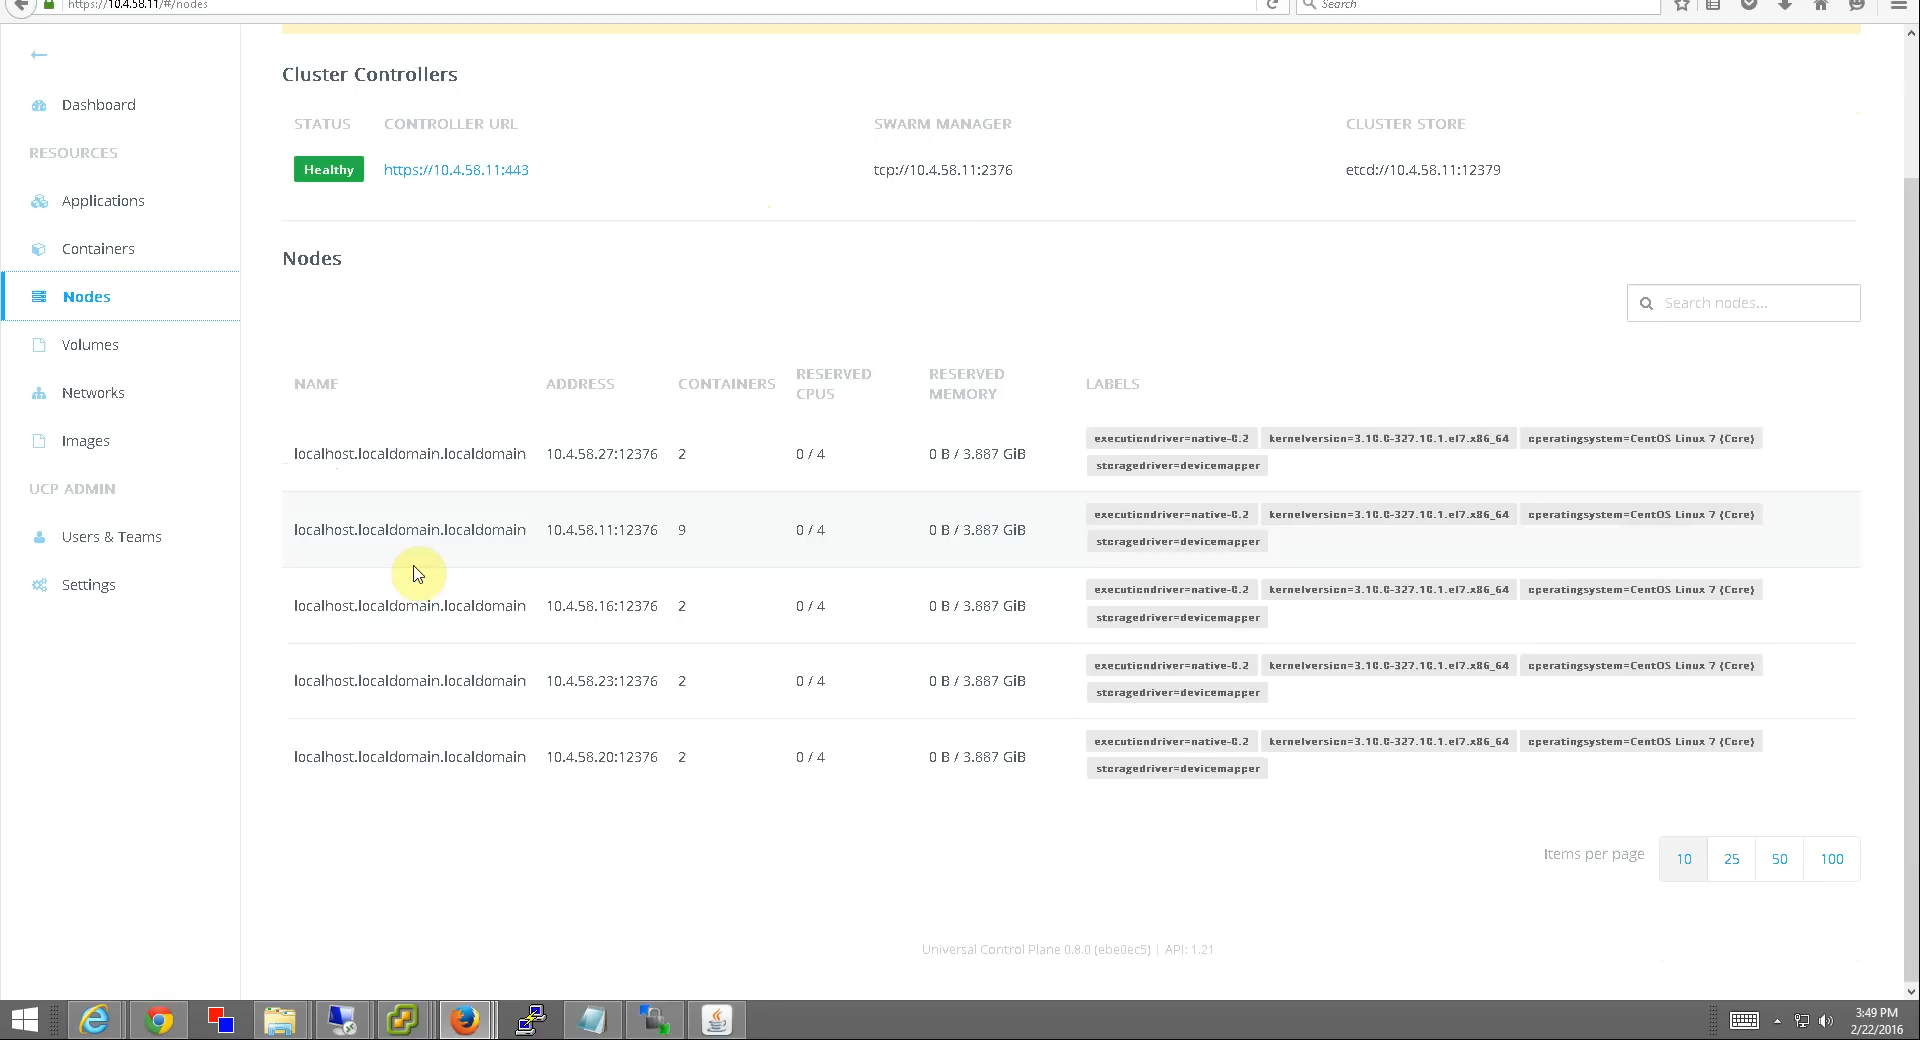 https://10.4.58.11/#/nodes
Search
Dashboard
RESOURCES
Applications
Containers
Nodes
Volumes
Networks
Images
UCP ADMIN
Users & Teams
Settings
Cluster Controllers
STATUS CONTROLLER URL SWARM MANAGER CLUSTER STORE
Healthy https://10.4.58.11:443 tcp://10.4.58.11:2376 etcd://10.4.58.11:12379
Nodes
Search nodes...
NAME ADDRESS CONTAINERS RESERVED CPUS RESERVED MEMORY LABELS
localhost.localdomain.localdomain 10.4.58.27:12376 2 0 / 4 0 B / 3.887 GiB executiondriver=native-0.2 kernelversion=3.10.0-327.10.1.el7.x86_64 operatingsystem=CentOS Linux 7 (Core)
storagedriver=devicemapper
localhost.localdomain.localdomain 10.4.58.11:12376 9 0 / 4 0 B / 3.887 GiB executiondriver=native-0.2 kernelversion=3.10.0-327.10.1.el7.x86_64 operatingsystem=CentOS Linux 7 (Core)
storagedriver=devicemapper
localhost.localdomain.localdomain 10.4.58.16:12376 2 0 / 4 0 B / 3.887 GiB executiondriver=native-0.2 kernelversion=3.10.0-327.10.1.el7.x86_64 operatingsystem=CentOS Linux 7 (Core)
storagedriver=devicemapper
localhost.localdomain.localdomain 10.4.58.23:12376 2 0 / 4 0 B / 3.887 GiB executiondriver=native-0.2 kernelversion=3.10.0-327.10.1.el7.x86_64 operatingsystem=CentOS Linux 7 (Core)
storagedriver=devicemapper
localhost.localdomain.localdomain 10.4.58.20:12376 2 0 / 4 0 B / 3.887 GiB executiondriver=native-0.2 kernelversion=3.10.0-327.10.1.el7.x86_64 operatingsystem=CentOS Linux 7 (Core)
storagedriver=devicemapper
Items per page 10 25 50 100
Universal Control Plane 0.8.0 (ebe0ec5) | API: 1.21
3:49 PM
2/22/2016